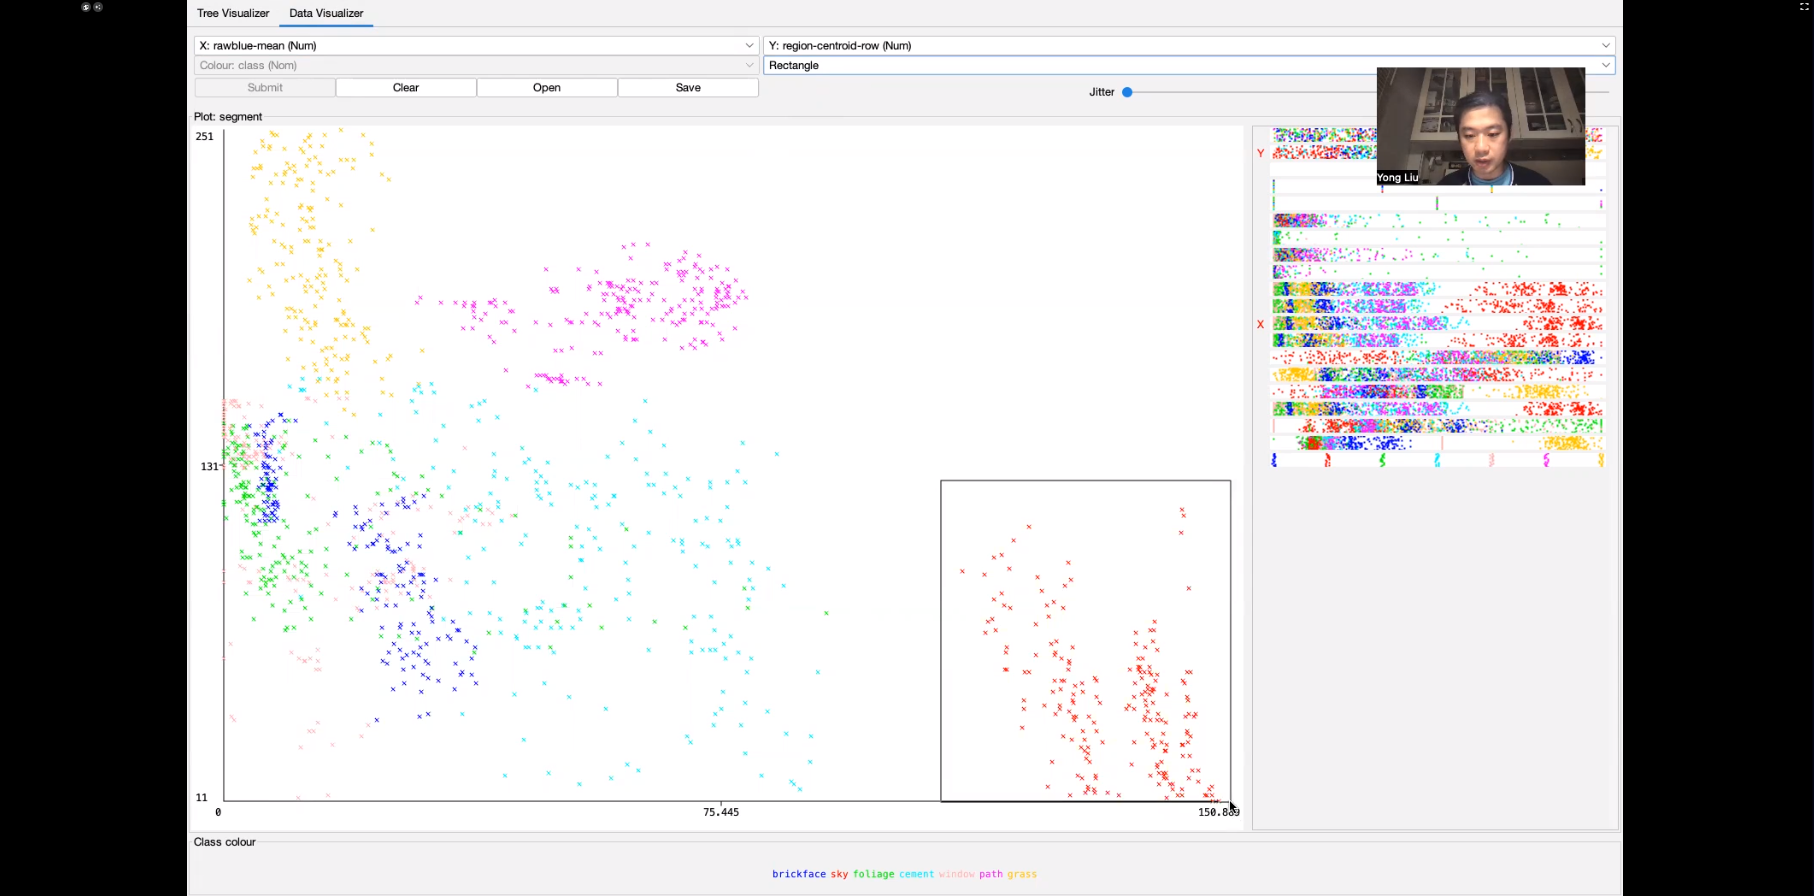 Tree Visualizer Data Visualizer
X: rawblue-mean (Num) Y: region-centroid-row (Num)
Colour: class (Nom) Rectangle
Submit Clear Open Save Jitter
Plot: segment
251
131
11
0 75.445 150.889
Y
X
Yong Liu
Class colour
brickface sky foliage cement window path grass